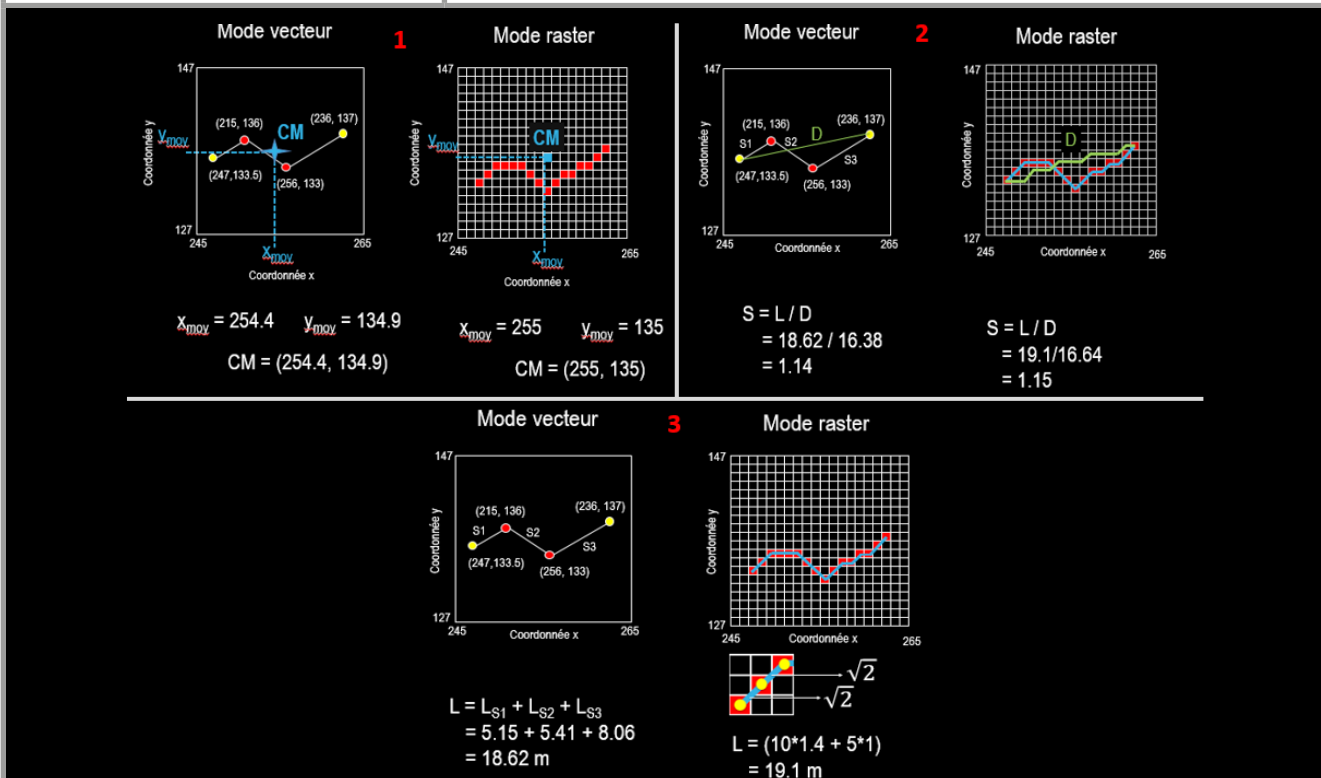 Mode vecteur
1
Mode raster
147
Coordonnée y
(215, 136)
CM
(236, 137)
ymoy
(247,133.5)
(256, 133)
127
245
xmoy
265
Coordonnée x
xmoy = 254.4 ymoy = 134.9
CM = (254.4, 134.9)
147
Coordonnée y
ymoy
CM
127
245
xmoy
265
Coordonnée x
xmoy = 255 ymoy = 135
CM = (255, 135)
Mode vecteur
2
Mode raster
147
Coordonnée y
(215, 136)
(236, 137)
S1
S2
D
S3
(247,133.5)
(256, 133)
127
245
265
Coordonnée x
S = L / D
= 18.62 / 16.38
= 1.14
147
Coordonnée y
D
127
245
265
Coordonnée x
S = L / D
= 19.1/16.64
= 1.15
Mode vecteur
3
Mode raster
147
Coordonnée y
(215, 136)
(236, 137)
S1
S2
S3
(247,133.5)
(256, 133)
127
245
265
Coordonnée x
L = LS1 + LS2 + LS3
= 5.15 + 5.41 + 8.06
= 18.62 m
147
Coordonnée y
127
245
265
Coordonnée x
√2
√2
L = (10*1.4 + 5*1)
= 19.1 m